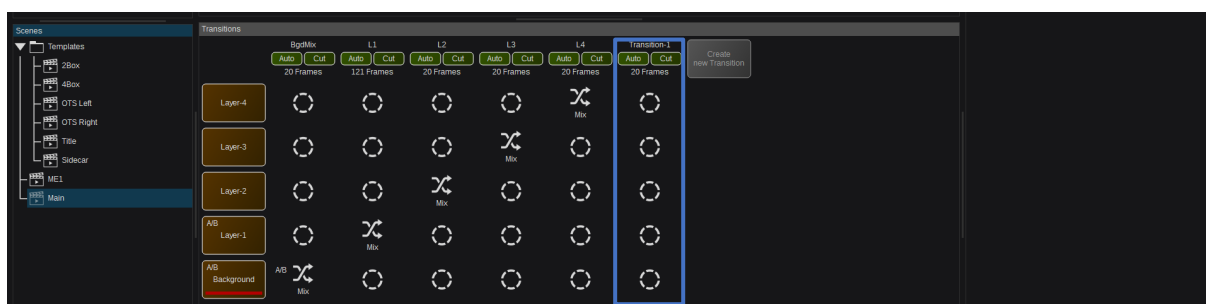 Scenes
Templates
2Box
4Box
OTS Left
OTS Right
Title
Sidecar
ME1
Main
Transitions
BgdMix L1 L2 L3 L4 Transition-1
Auto Cut Auto Cut Auto Cut Auto Cut Auto Cut Auto Cut
20 Frames 121 Frames 20 Frames 20 Frames 20 Frames 20 Frames
Create
new Transition
Layer-4
Mix
Layer-3
Mix
Layer-2
Mix
A/B
Layer-1
Mix
A/B
Background
A/B
Mix